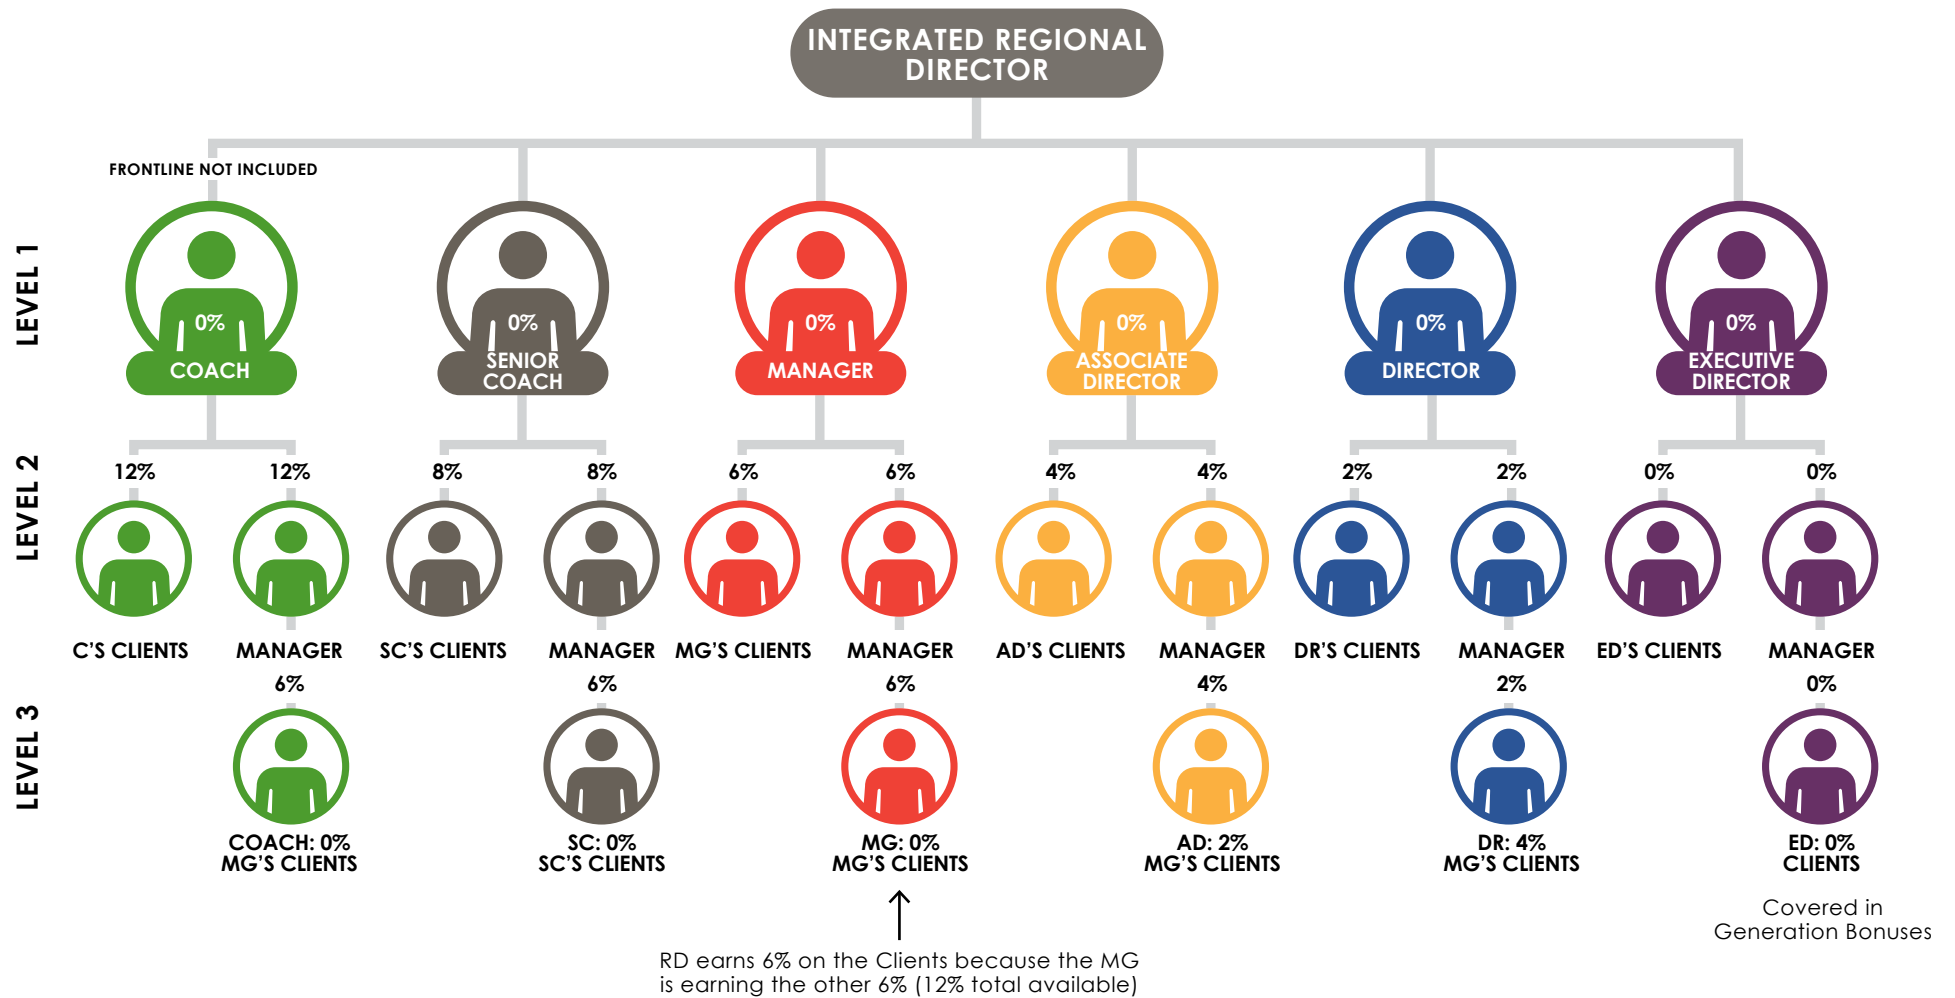 INTEGRATED REGIONAL
DIRECTOR
FRONTLINE NOT INCLUDED
LEVEL 1
0%
0%
0%
0%
0%
0%
COACH
SENIOR
COACH
MANAGER
ASSOCIATE
DIRECTOR
DIRECTOR
EXECUTIVE
DIRECTOR
LEVEL 2
12%
12%
8%
8%
6%
6%
4%
4%
2%
2%
0%
0%
C'S CLIENTS
MANAGER
SC'S CLIENTS
MANAGER
MG'S CLIENTS
MANAGER
AD'S CLIENTS
MANAGER
DR'S CLIENTS
MANAGER
ED'S CLIENTS
MANAGER
LEVEL 3
6%
6%
6%
4%
2%
0%
COACH: 0%
MG'S CLIENTS
SC: 0%
SC'S CLIENTS
MG: 0%
MG'S CLIENTS
AD: 2%
MG'S CLIENTS
DR: 4%
MG'S CLIENTS
ED: 0%
CLIENTS
Covered in
Generation Bonuses
RD earns 6% on the Clients because the MG
is earning the other 6% (12% total available)